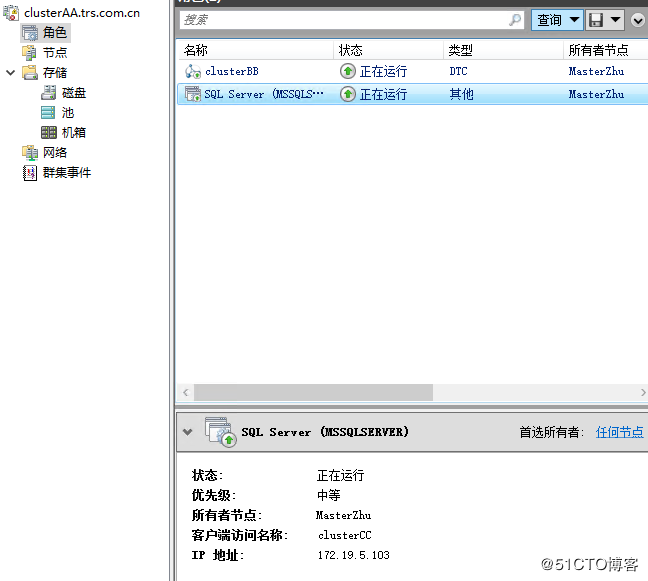 clusterAA.trs.com.cn
角色
节点
存储
磁盘
池
机箱
网络
群集事件
搜索
查询
名称 状态 类型 所有者节点
clusterBB 正在运行 DTC MasterZhu
SQL Server (MSSQLS... 正在运行 其他 MasterZhu
SQL Server (MSSQLSERVER) 首选所有者: 任何节点
状态: 正在运行
优先级: 中等
所有者节点: MasterZhu
客户端访问名称: clusterCC
IP 地址: 172.19.5.103
@51CTO博客